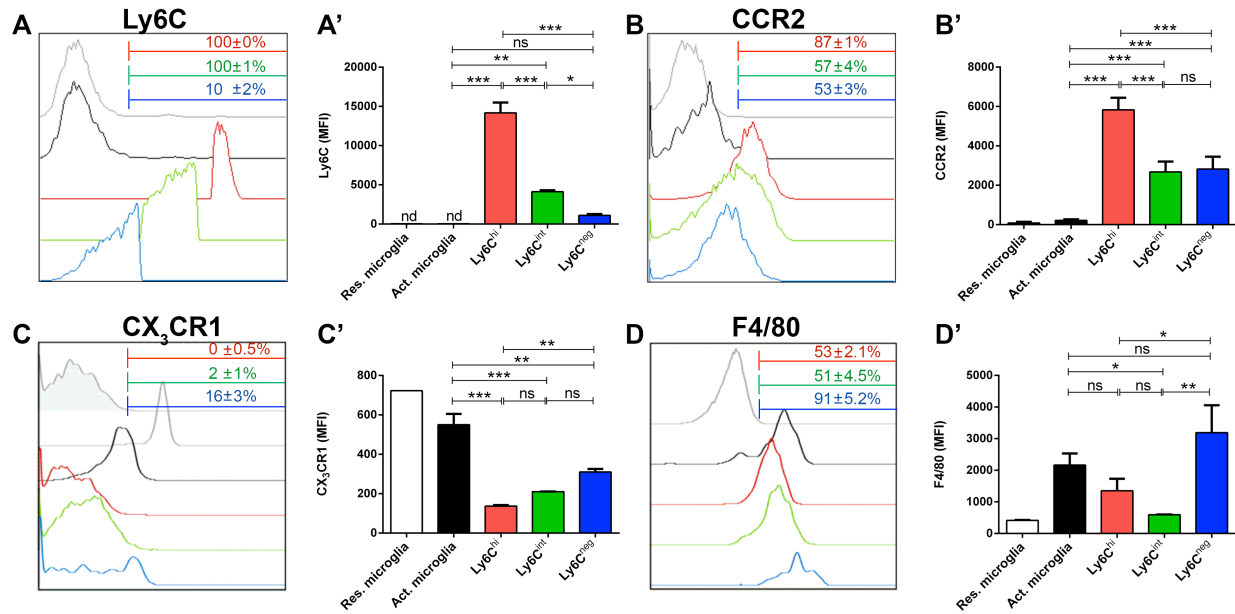 A Ly6C
100±0%
100±1%
10 ±2%
A’
***
ns
**
*** *** *
20000
15000
10000
5000
0
Ly6C (MFI)
nd nd
Res. microglia
Act. microglia
Ly6Chi
Ly6Cint
Ly6Cneg
B CCR2
87±1%
57±4%
53±3%
B’
***
***
***
*** *** ns
8000
6000
4000
2000
0
CCR2 (MFI)
Res. microglia
Act. microglia
Ly6Chi
Ly6Cint
Ly6Cneg
C CX3CR1
0 ±0.5%
2 ±1%
16±3%
C’
**
**
***
*** ns ns
800
600
400
200
0
CX3CR1 (MFI)
Res. microglia
Act. microglia
Ly6Chi
Ly6Cint
Ly6Cneg
D F4/80
53±2.1%
51±4.5%
91±5.2%
D’
*
ns
*
ns ns **
5000
4000
3000
2000
1000
0
F4/80 (MFI)
Res. microglia
Act. microglia
Ly6Chi
Ly6Cint
Ly6Cneg